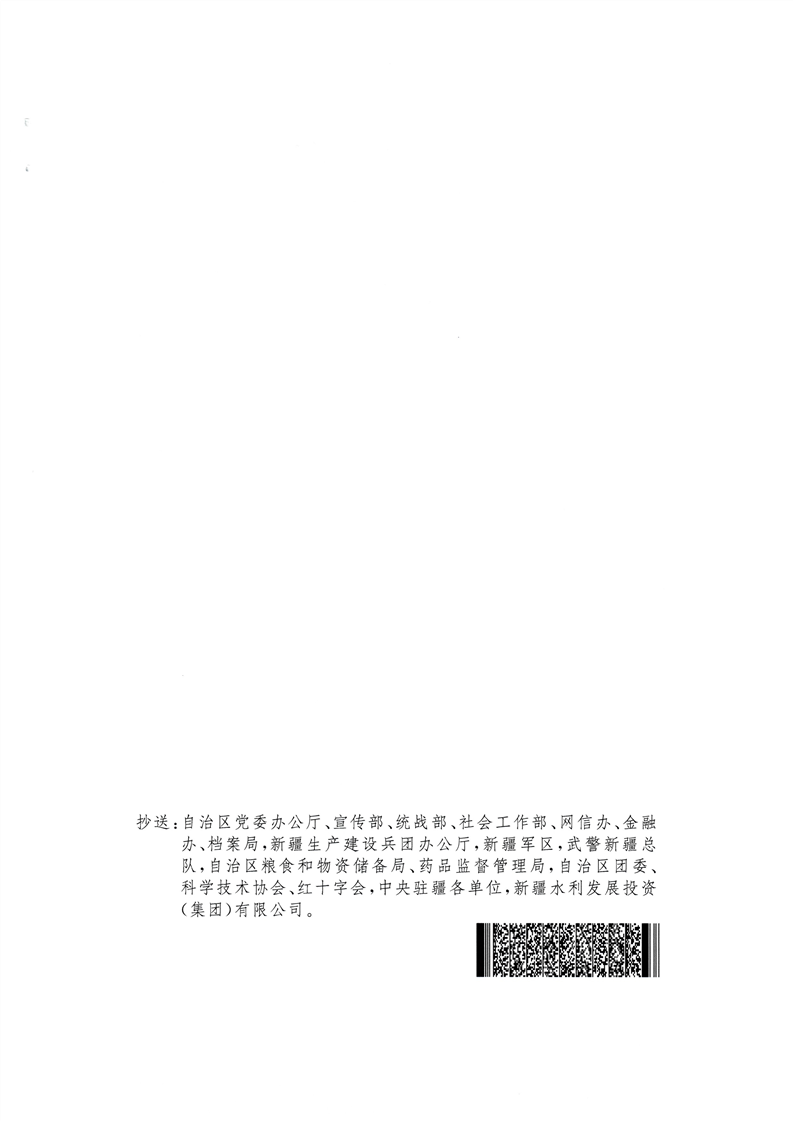 抄送:自治区党委办公厅、宣传部、统战部、社会工作部、网信办、金融
办、档案局,新疆生产建设兵团办公厅,新疆军区,武警新疆总
队,自治区粮食和物资储备局、药品监督管理局,自治区团委、
科学技术协会、红十字会,中央驻疆各单位,新疆水利发展投资
(集团)有限公司。